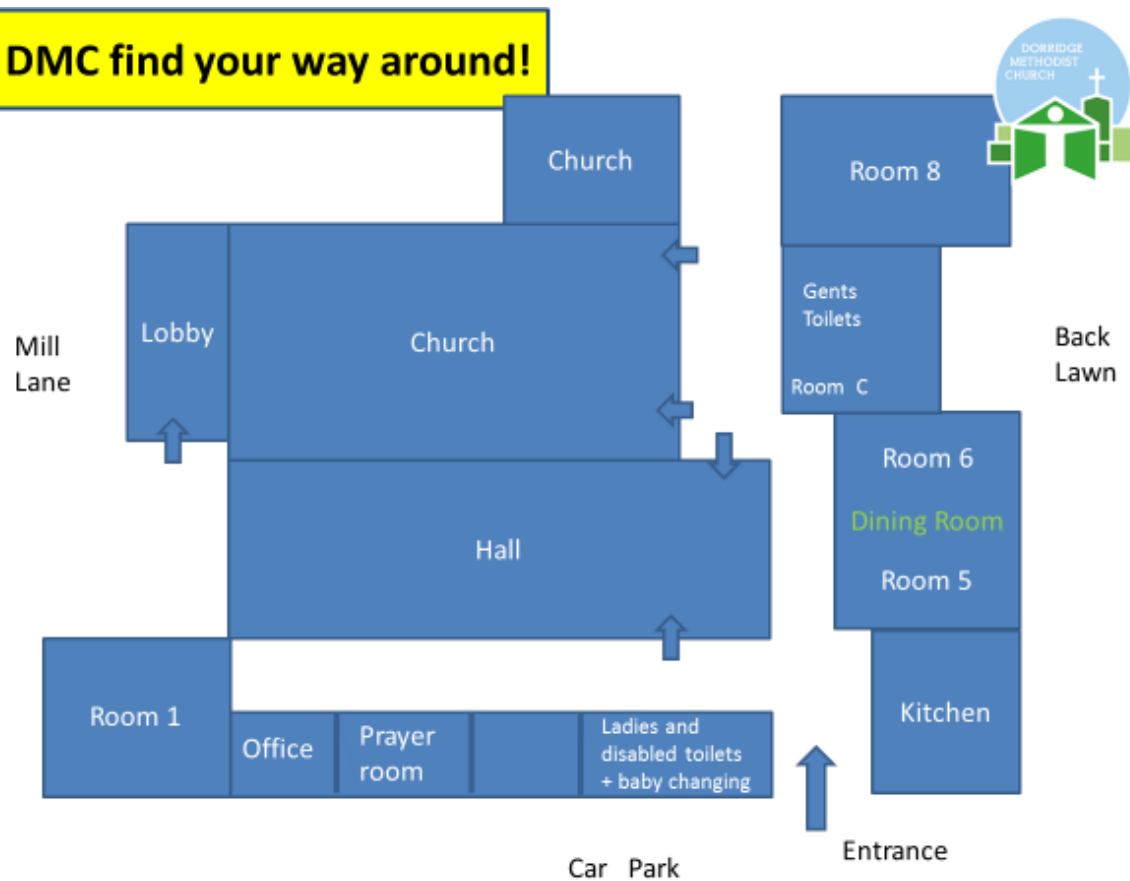 DMC find your way around!
DORRIDGE
METHODIST
CHURCH
Church
Room 8
Mill
Lane
Lobby
Church
Gents
Toilets
Room C
Back
Lawn
Room 6
Dining Room
Room 5
Hall
Room 1
Office
Prayer
room
Ladies and
disabled toilets
+ baby changing
Kitchen
Entrance
Car Park